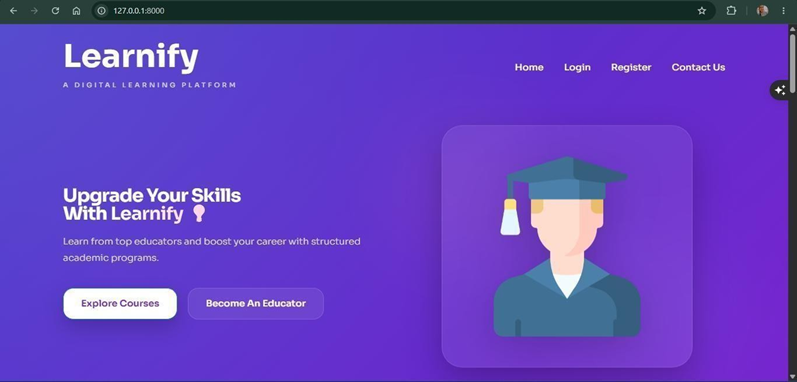 127.0.0.1:8000
Learnify
A DIGITAL LEARNING PLATFORM
Home Login Register Contact Us
Upgrade Your Skills
With Learnify
Learn from top educators and boost your career with structured
academic programs.
Explore Courses Become An Educator